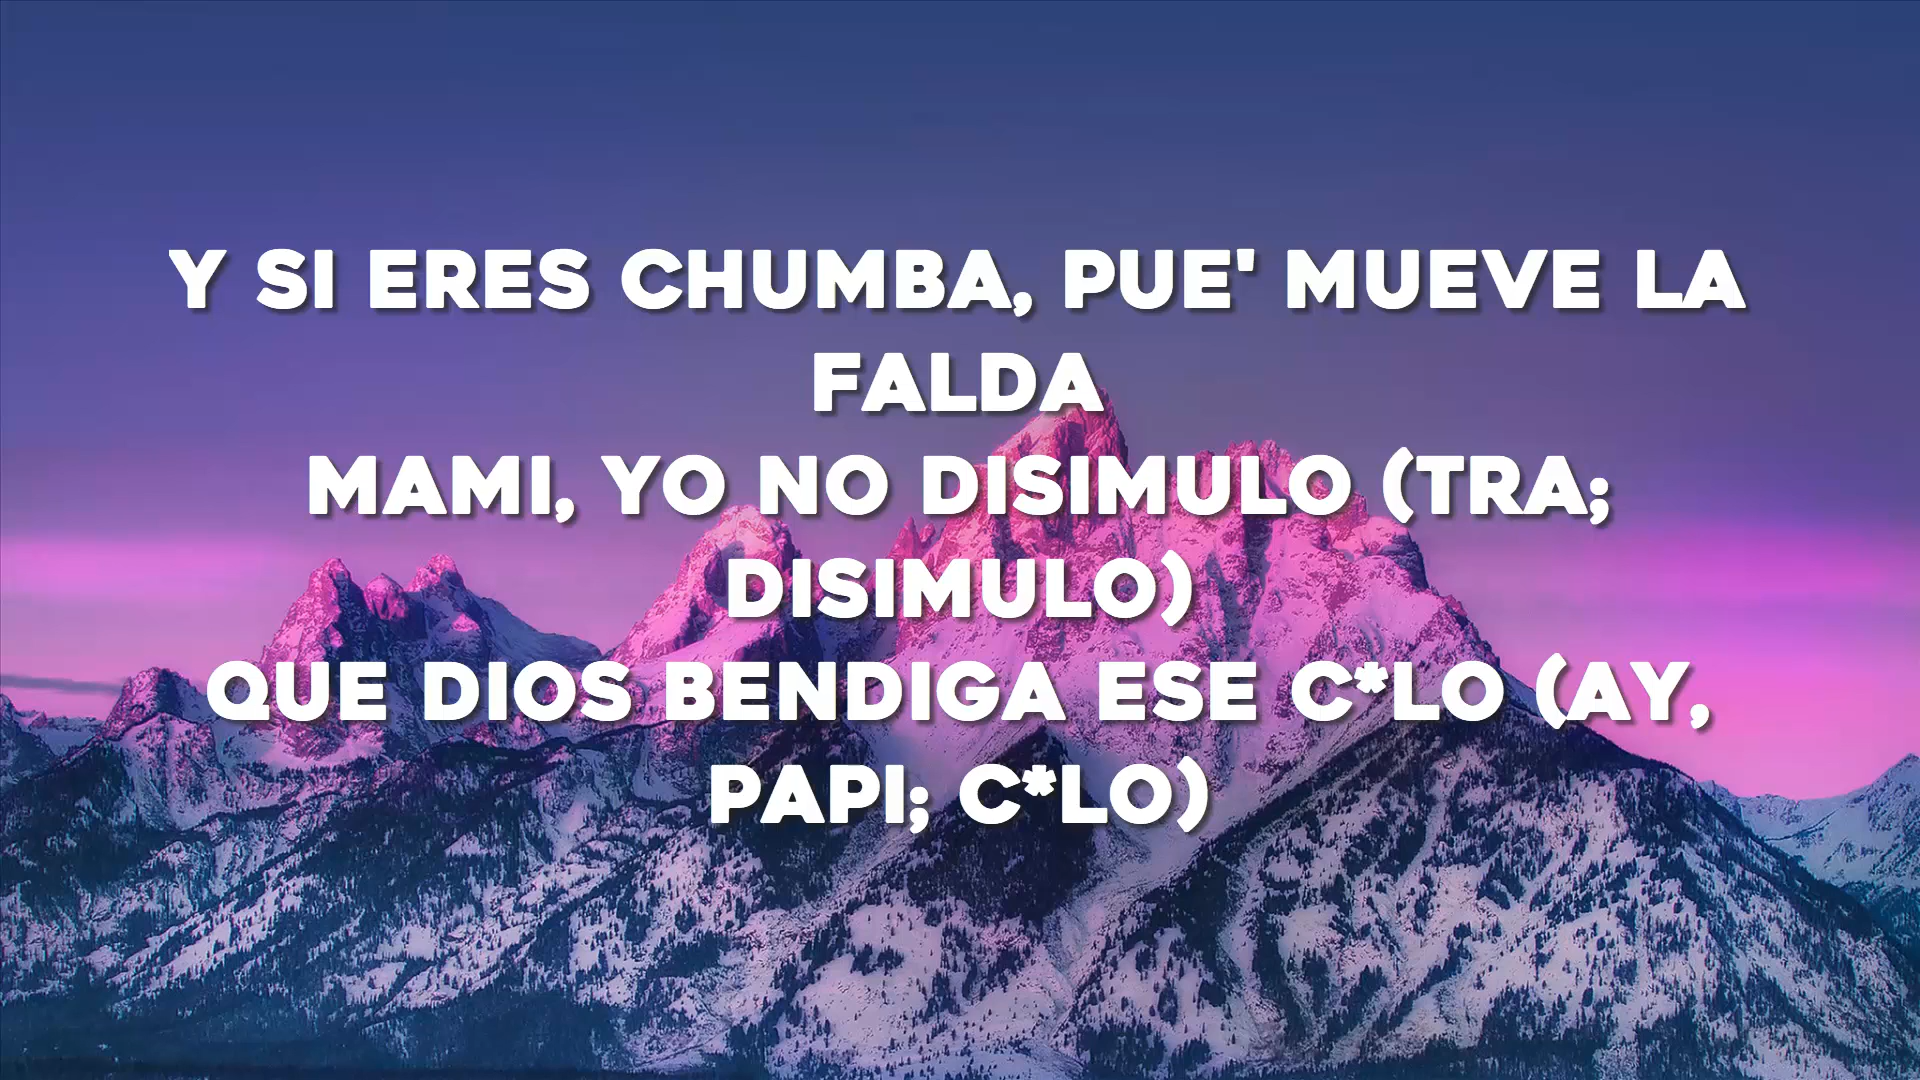 Y SI ERES CHUMBA, PUE' MUEVE LA
FALDA
MAMI, YO NO DISIMULO (TRA;
DISIMULO)
QUE DIOS BENDIGA ESE C*LO (AY,
PAPI; C*LO)